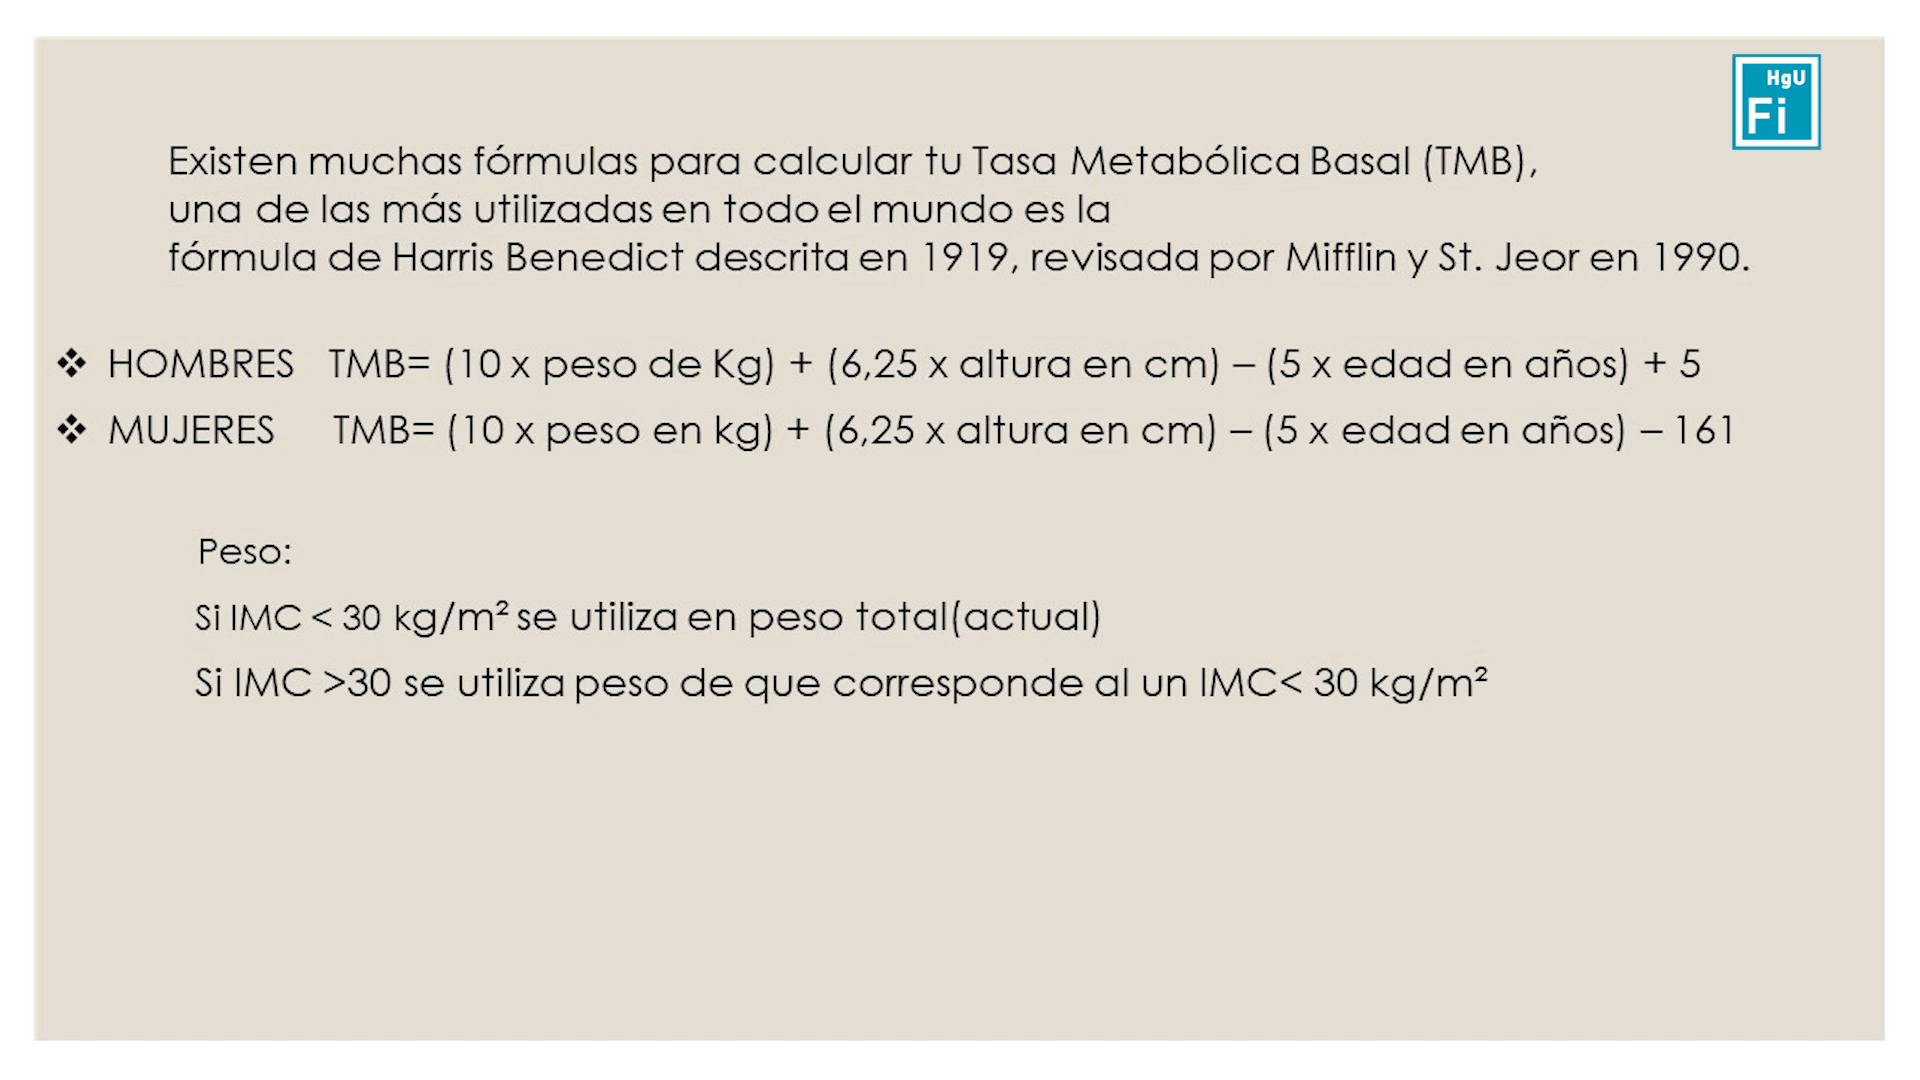 HgU
Fi
Existen muchas fórmulas para calcular tu Tasa Metabólica Basal (TMB),
una de las más utilizadas en todo el mundo es la
fórmula de Harris Benedict descrita en 1919, revisada por Mifflin y St. Jeor en 1990.
❖ HOMBRES TMB= (10 x peso de Kg) + (6,25 x altura en cm) – (5 x edad en años) + 5
❖ MUJERES TMB= (10 x peso en kg) + (6,25 x altura en cm) – (5 x edad en años) – 161
Peso:
Si IMC < 30 kg/m² se utiliza en peso total(actual)
Si IMC >30 se utiliza peso de que corresponde al un IMC< 30 kg/m²